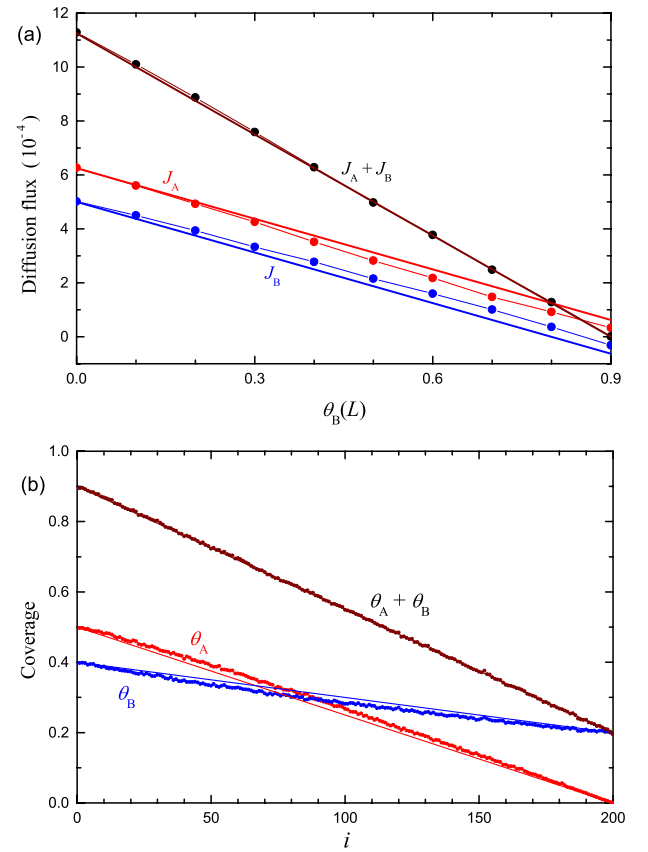 (a)
12
10
8
6
4
2
0
Diffusion flux (10⁻⁴)
J_A + J_B
J_A
J_B
0.0 0.3 0.6 0.9
θ_B(L)
(b)
1.0
0.8
0.6
0.4
0.2
0.0
Coverage
θ_A + θ_B
θ_A
θ_B
0 50 100 150 200
i